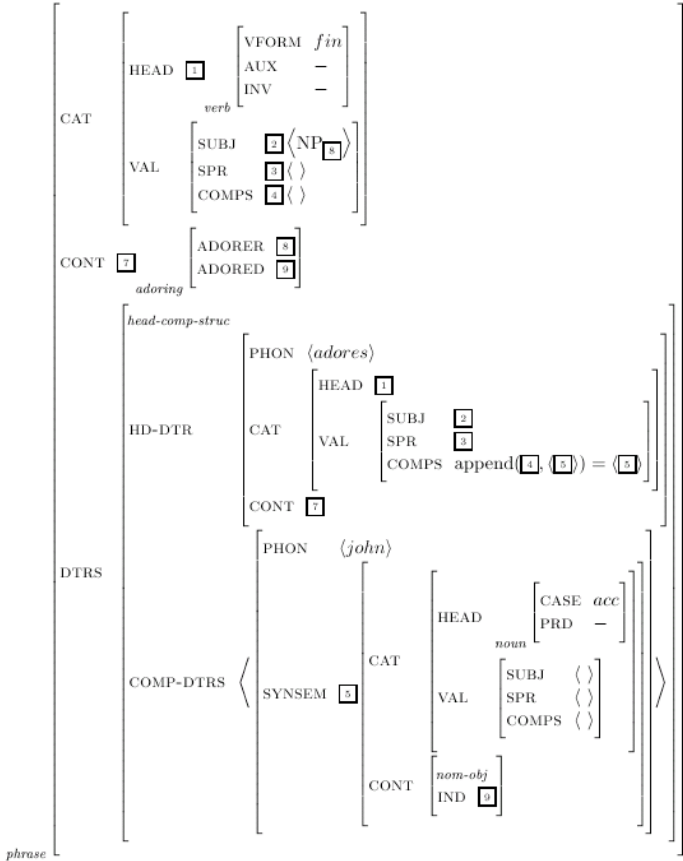 VFORM fin
HEAD 1 AUX −
INV −
verb
CAT
SUBJ 2 ⟨NP 8⟩
VAL SPR 3 ⟨ ⟩
COMPS 4 ⟨ ⟩
CONT 7 ADORER 8
ADORED 9
adoring
head-comp-struc
PHON ⟨adores⟩
HEAD 1
SUBJ 2
HD-DTR CAT VAL SPR 3
COMPS append(4, ⟨5⟩) = ⟨5⟩
CONT 7
PHON ⟨john⟩
DTRS
CASE acc
HEAD PRD −
noun
CAT
SUBJ ⟨ ⟩
COMP-DTRS ⟨ SYNSEM 5 VAL SPR ⟨ ⟩ ⟩
COMPS ⟨ ⟩
nom-obj
CONT IND 9
phrase